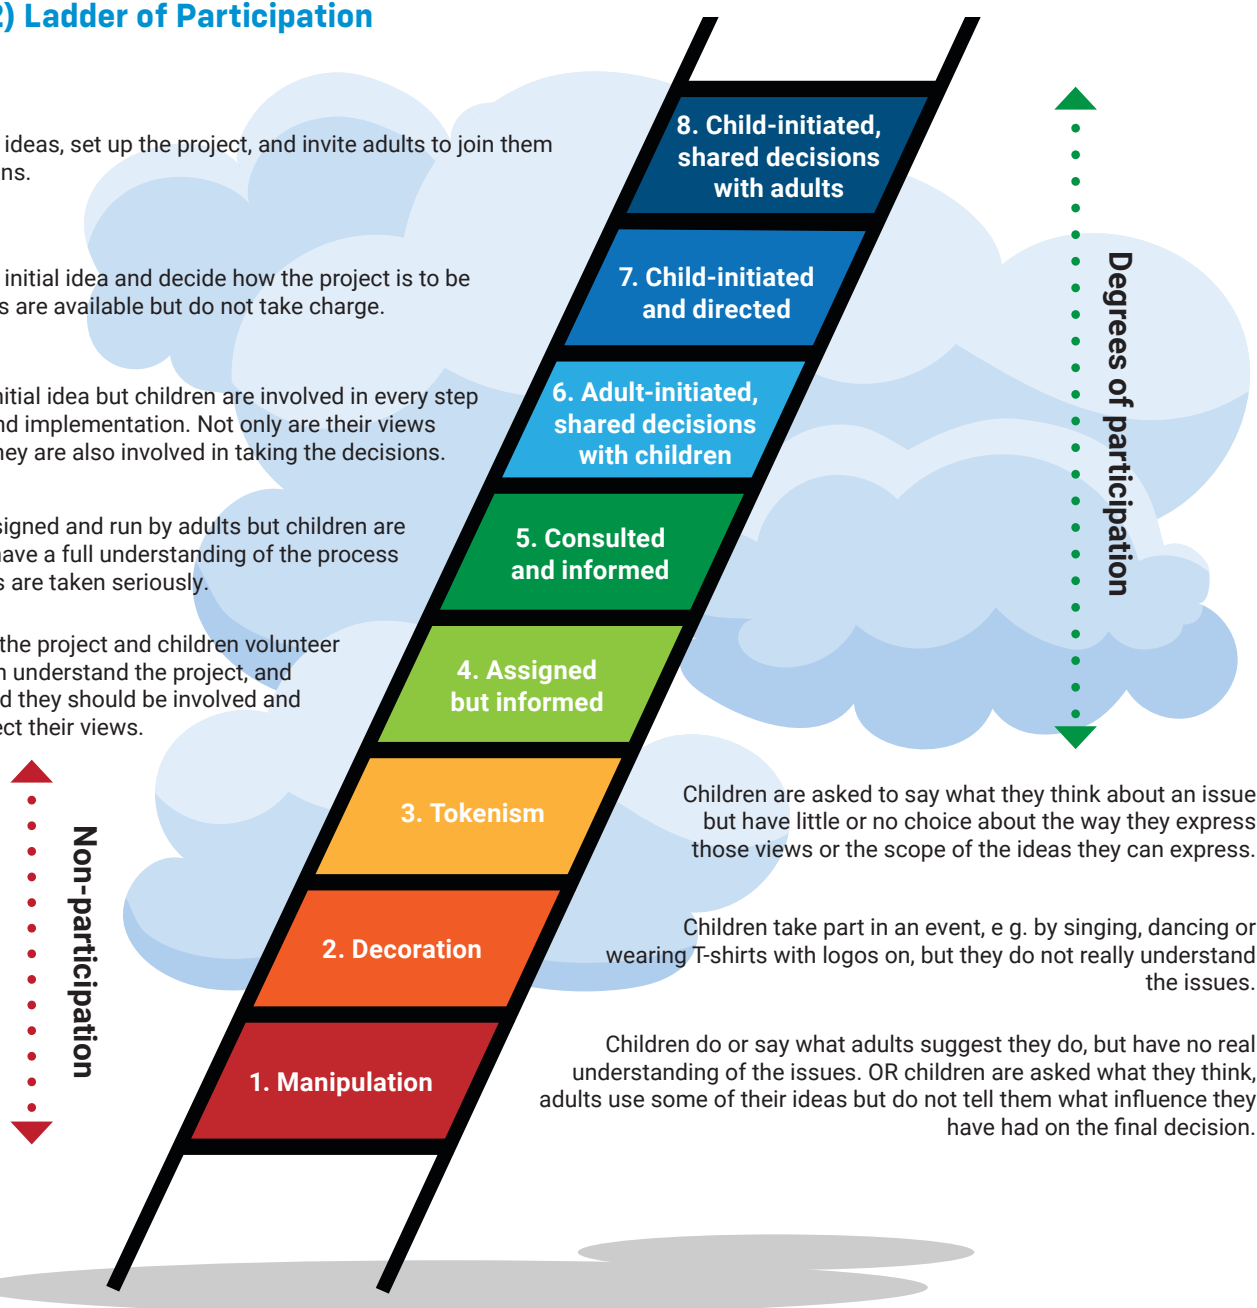 2) Ladder of Participation
ideas, set up the project, and invite adults to join them
ns.
8. Child-initiated,
shared decisions
with adults
initial idea and decide how the project is to be
s are available but do not take charge.
7. Child-initiated
and directed
nitial idea but children are involved in every step
nd implementation. Not only are their views
hey are also involved in taking the decisions.
6. Adult-initiated,
shared decisions
with children
signed and run by adults but children are
have a full understanding of the process
s are taken seriously.
5. Consulted
and informed
the project and children volunteer
n understand the project, and
d they should be involved and
ect their views.
4. Assigned
but informed
Degrees of participation
3. Tokenism
Children are asked to say what they think about an issue
but have little or no choice about the way they express
those views or the scope of the ideas they can express.
2. Decoration
Children take part in an event, e g. by singing, dancing or
wearing T-shirts with logos on, but they do not really understand
the issues.
1. Manipulation
Children do or say what adults suggest they do, but have no real
understanding of the issues. OR children are asked what they think,
adults use some of their ideas but do not tell them what influence they
have had on the final decision.
Non-participation